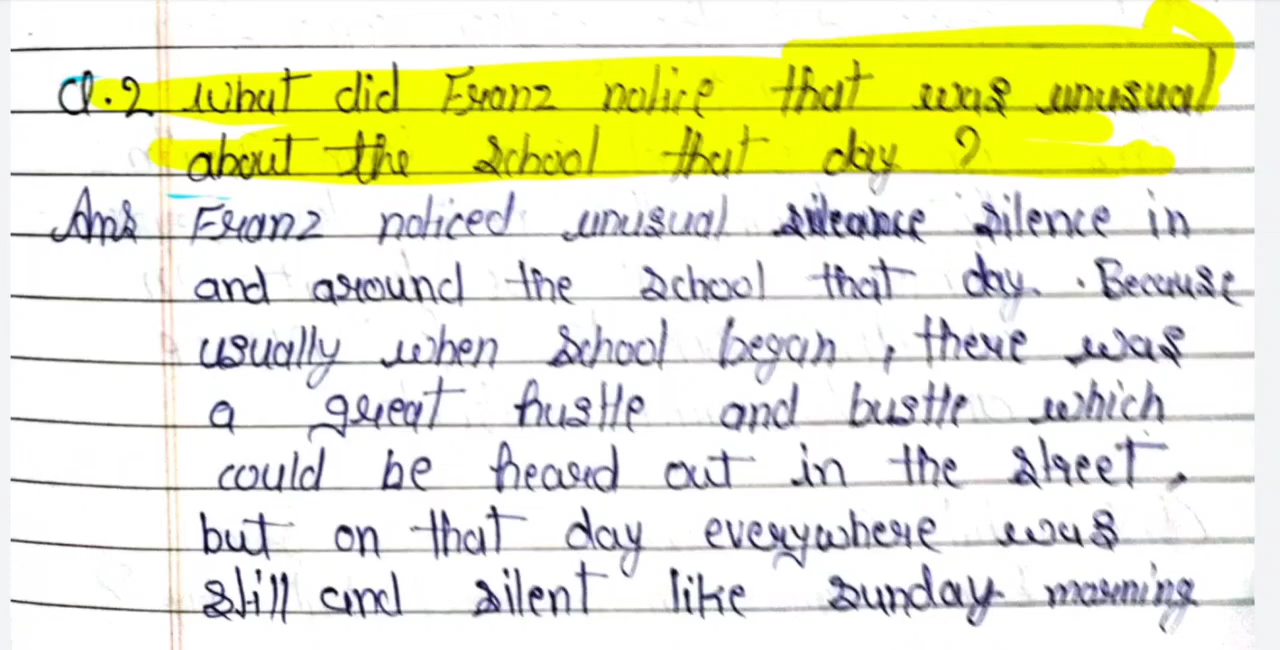 Q.2 What did Franz notice that was unusual
about the school that day ?
Ans Franz noticed unusual silence in
and around the school that day. Because
usually when school began , there was
a great hustle and bustle which
could be heard out in the street,
but on that day everywhere was
still and silent like sunday morning